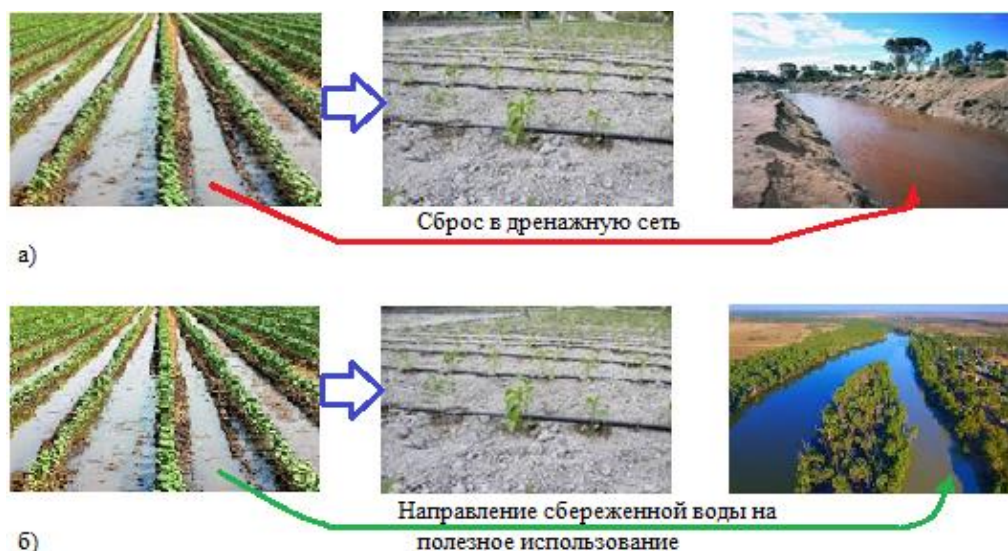 Сброс в дренажную сеть
а)
Направление сбереженной воды на
полезное использование
б)